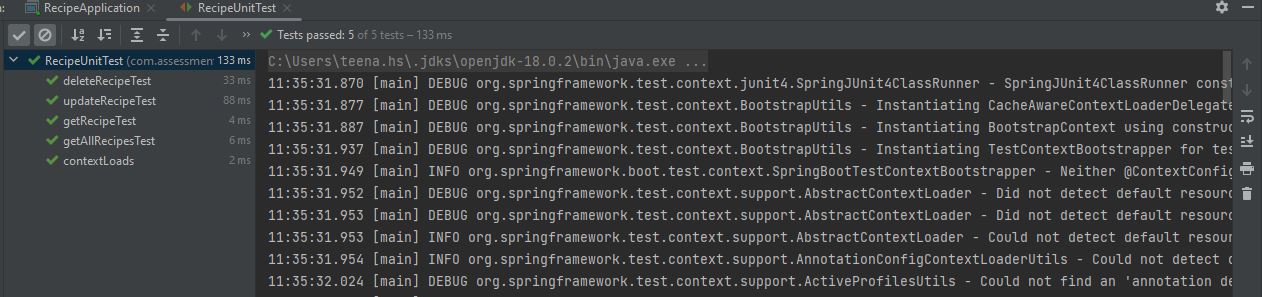 RecipeApplication
RecipeUnitTest
Tests passed: 5 of 5 tests – 133 ms
RecipeUnitTest (com.assessmen 133 ms
deleteRecipeTest 33 ms
updateRecipeTest 88 ms
getRecipeTest 4 ms
getAllRecipesTest 6 ms
contextLoads 2 ms
C:\Users\teena.hs\.jdks\openjdk-18.0.2\bin\java.exe ...
11:35:31.870 [main] DEBUG org.springframework.test.context.junit4.SpringJUnit4ClassRunner - SpringJUnit4ClassRunner cons
11:35:31.877 [main] DEBUG org.springframework.test.context.BootstrapUtils - Instantiating CacheAwareContextLoaderDelegate
11:35:31.887 [main] DEBUG org.springframework.test.context.BootstrapUtils - Instantiating BootstrapContext using construc
11:35:31.937 [main] DEBUG org.springframework.test.context.BootstrapUtils - Instantiating TestContextBootstrapper for tes
11:35:31.949 [main] INFO org.springframework.boot.test.context.SpringBootTestContextBootstrapper - Neither @ContextConfig
11:35:31.952 [main] DEBUG org.springframework.test.context.support.AbstractContextLoader - Did not detect default resourc
11:35:31.953 [main] DEBUG org.springframework.test.context.support.AbstractContextLoader - Did not detect default resourc
11:35:31.953 [main] INFO org.springframework.test.context.support.AbstractContextLoader - Could not detect default resour
11:35:31.954 [main] INFO org.springframework.test.context.support.AnnotationConfigContextLoaderUtils - Could not detect d
11:35:32.024 [main] DEBUG org.springframework.test.context.support.ActiveProfilesUtils - Could not find an 'annotation de